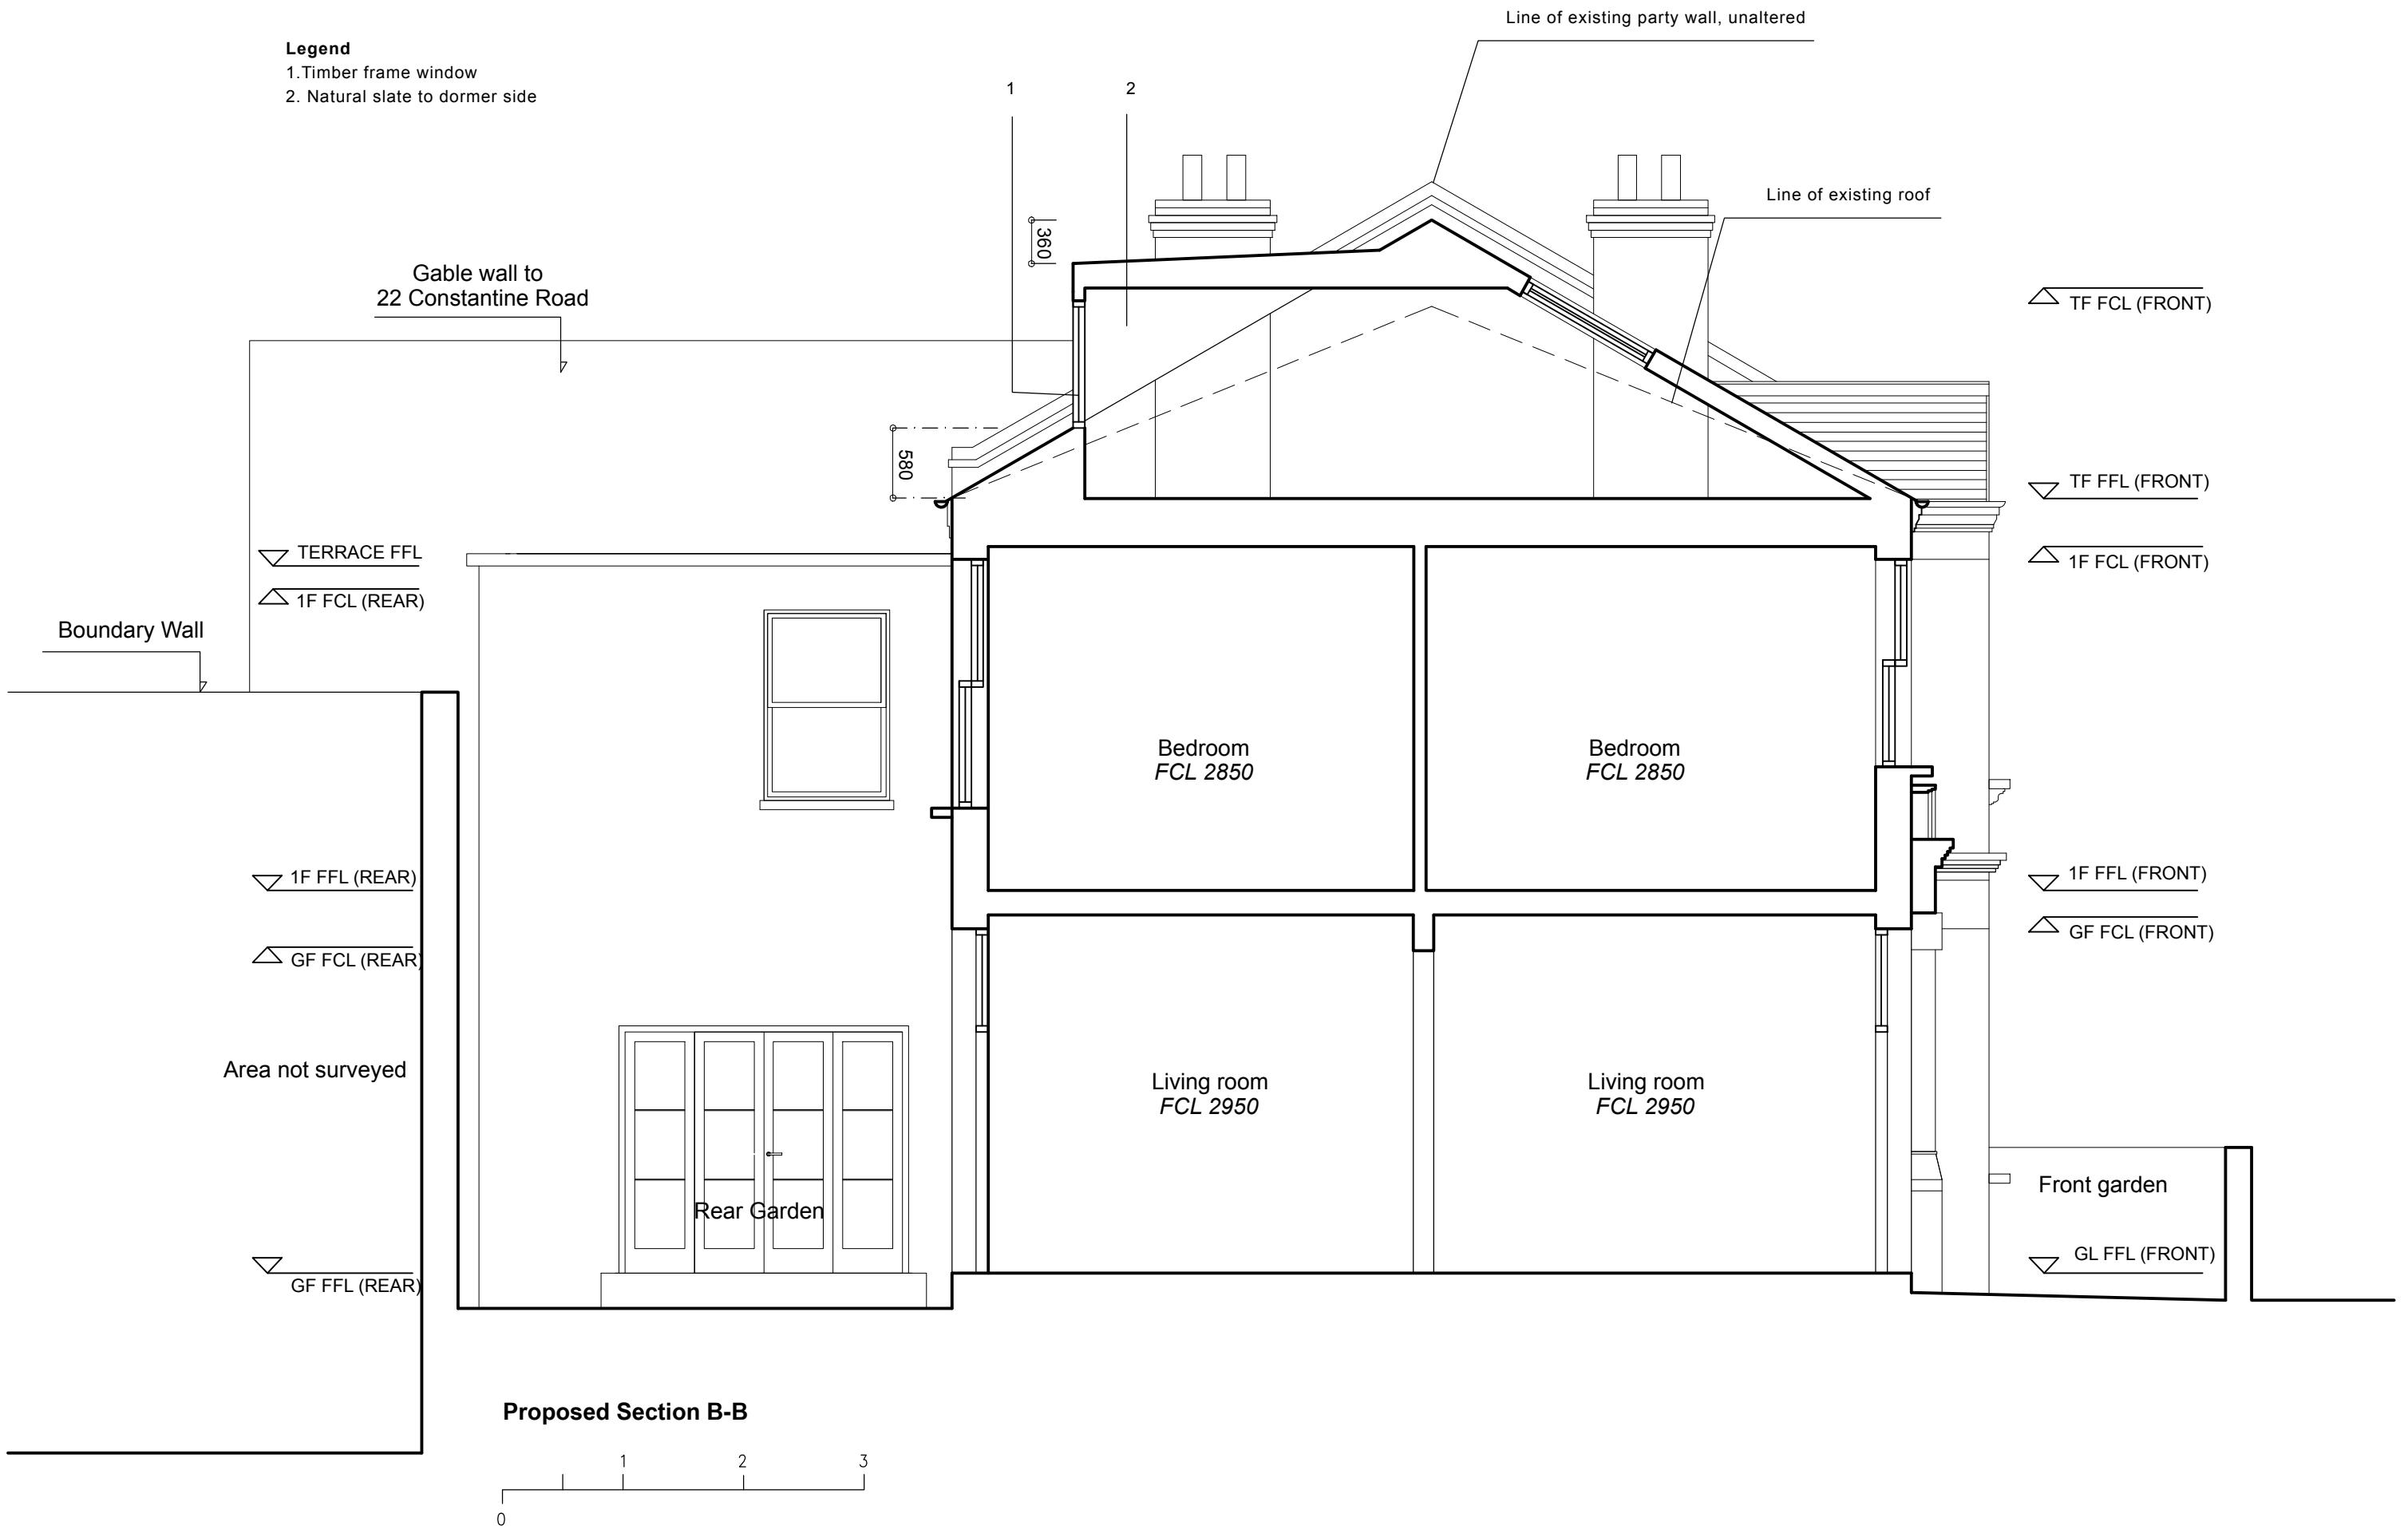 Line of existing party wall, unaltered
Legend
1.Timber frame window
2. Natural slate to dormer side
1
2
Line of existing roof
360
Gable wall to
22 Constantine Road
TF FCL (FRONT)
580
TF FFL (FRONT)
TERRACE FFL
1F FCL (FRONT)
1F FCL (REAR)
Boundary Wall
Bedroom
FCL 2850
Bedroom
FCL 2850
1F FFL (REAR)
1F FFL (FRONT)
GF FCL (REAR)
GF FCL (FRONT)
Area not surveyed
Living room
FCL 2950
Living room
FCL 2950
Rear Garden
Front garden
GL FFL (FRONT)
GF FFL (REAR)
Proposed Section B-B
1
2
3
0